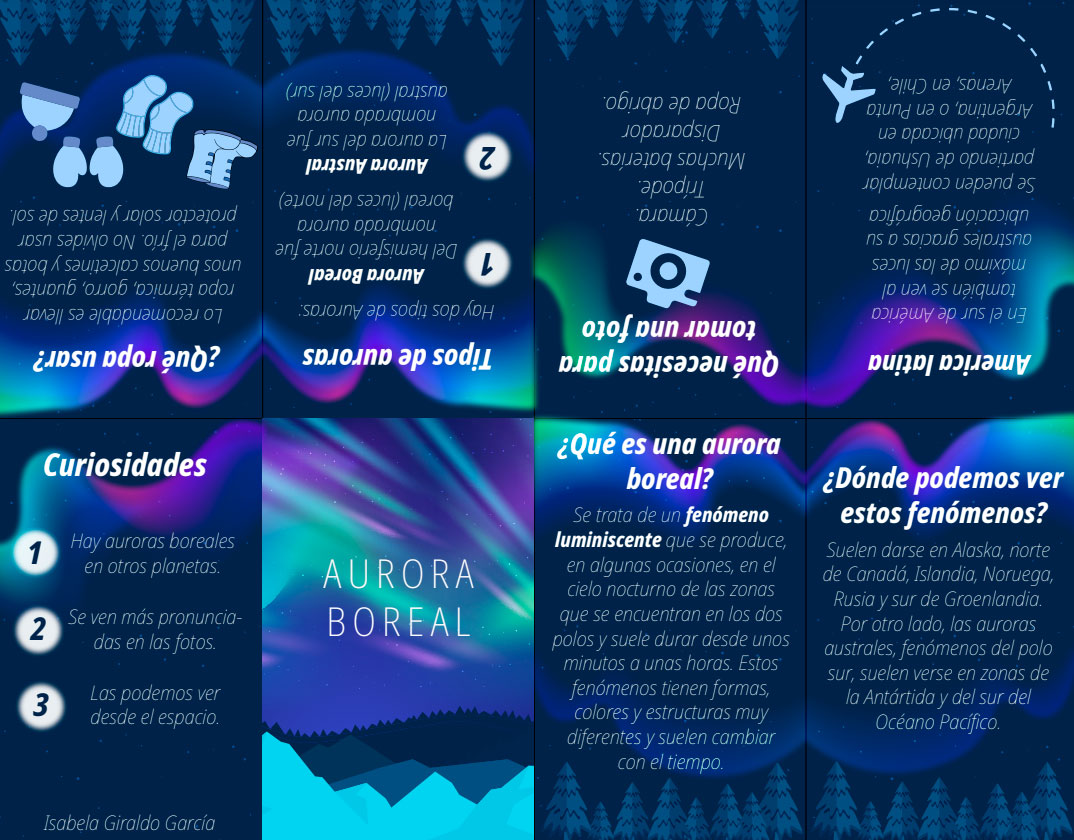 ¿Qué ropa usar?
Lo recomendable es llevar
ropa térmica, gorro, guantes,
unos buenos calcetines y botas
para el frío. No olvides usar
protector solar y lentes de sol.
Tipos de auroras
Hay dos tipos de Auroras:
1
Aurora Boreal
Del hemisferio norte fue
nombrada aurora
boreal (luces del norte)
2
Aurora Austral
La aurora del sur fue
nombrada aurora
austral (luces del sur)
Qué necesitas para
tomar una foto
Cámara.
Trípode.
Muchas baterías.
Disparador
Ropa de abrigo.
America latina
En el sur de América
también se ven al
máximo de las luces
australes gracias a su
ubicación geográfica
Se pueden contemplar
partiendo de Ushuaia,
ciudad ubicada en
Argentina, o en Punta
Arenas, en Chile.
Curiosidades
1
Hay auroras boreales
en otros planetas.
2
Se ven más pronuncia-
das en las fotos.
3
Las podemos ver
desde el espacio.
Isabela Giraldo García
AURORA
BOREAL
¿Qué es una aurora
boreal?
Se trata de un fenómeno
luminiscente que se produce,
en algunas ocasiones, en el
cielo nocturno de las zonas
que se encuentran en los dos
polos y suele durar desde unos
minutos a unas horas. Estos
fenómenos tienen formas,
colores y estructuras muy
diferentes y suelen cambiar
con el tiempo.
¿Dónde podemos ver
estos fenómenos?
Suelen darse en Alaska, norte
de Canadá, Islandia, Noruega,
Rusia y sur de Groenlandia.
Por otro lado, las auroras
australes, fenómenos del polo
sur, suelen verse en zonas de
la Antártida y del sur del
Océano Pacífico.